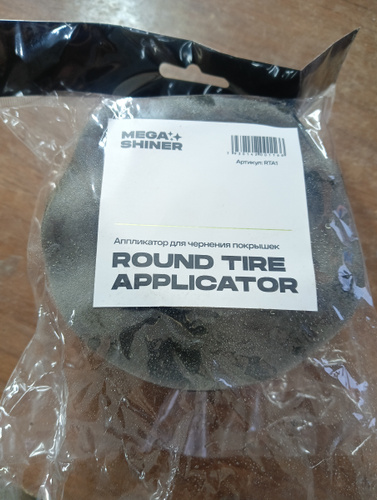 MEGA
SHINER
Артикул: RTA1
Аппликатор для чернения покрышек
ROUND TIRE
APPLICATOR